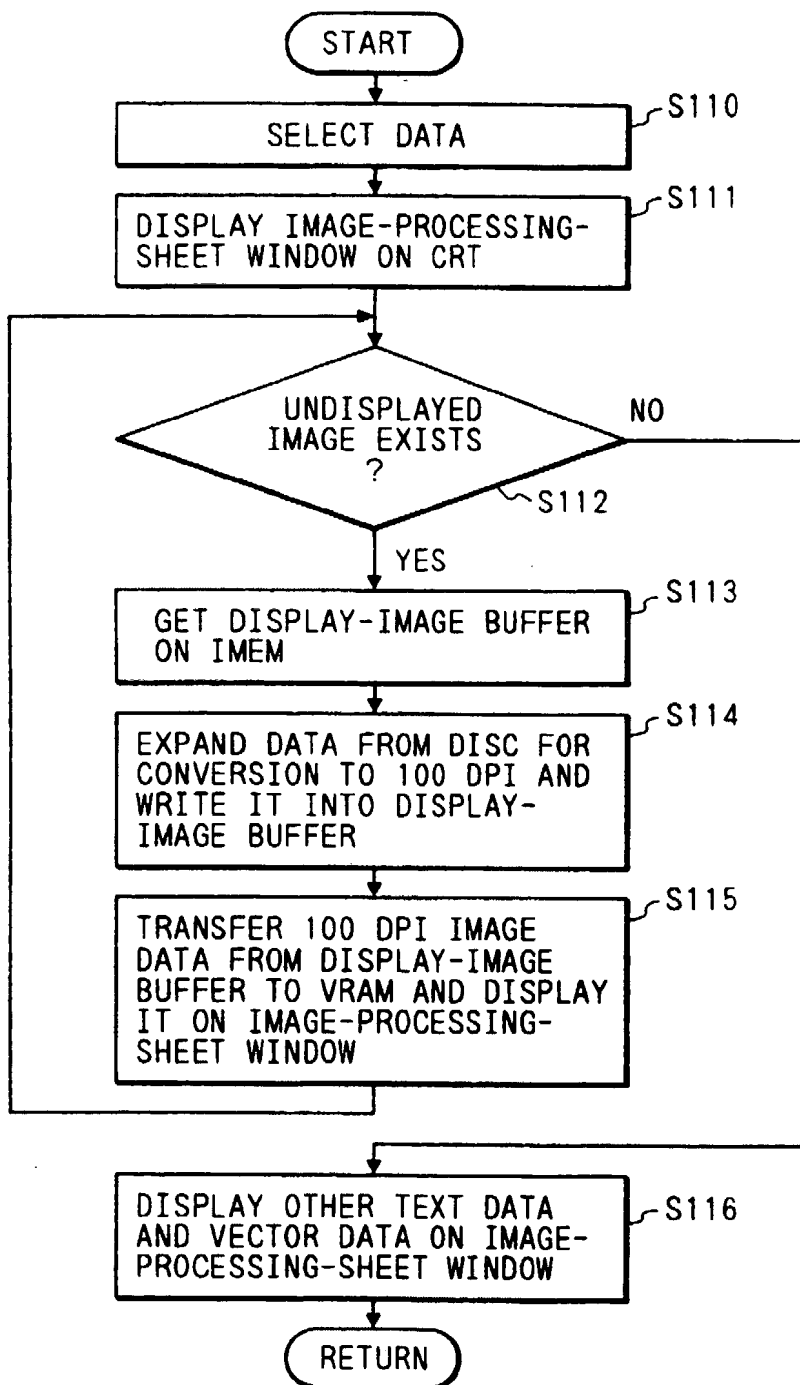 START
S110
SELECT DATA
S111
DISPLAY IMAGE-PROCESSING-
SHEET WINDOW ON CRT
UNDISPLAYED
IMAGE EXISTS
?
NO
S112
YES
S113
GET DISPLAY-IMAGE BUFFER
ON IMEM
S114
EXPAND DATA FROM DISC FOR
CONVERSION TO 100 DPI AND
WRITE IT INTO DISPLAY-
IMAGE BUFFER
S115
TRANSFER 100 DPI IMAGE
DATA FROM DISPLAY-IMAGE
BUFFER TO VRAM AND DISPLAY
IT ON IMAGE-PROCESSING-
SHEET WINDOW
S116
DISPLAY OTHER TEXT DATA
AND VECTOR DATA ON IMAGE-
PROCESSING-SHEET WINDOW
RETURN